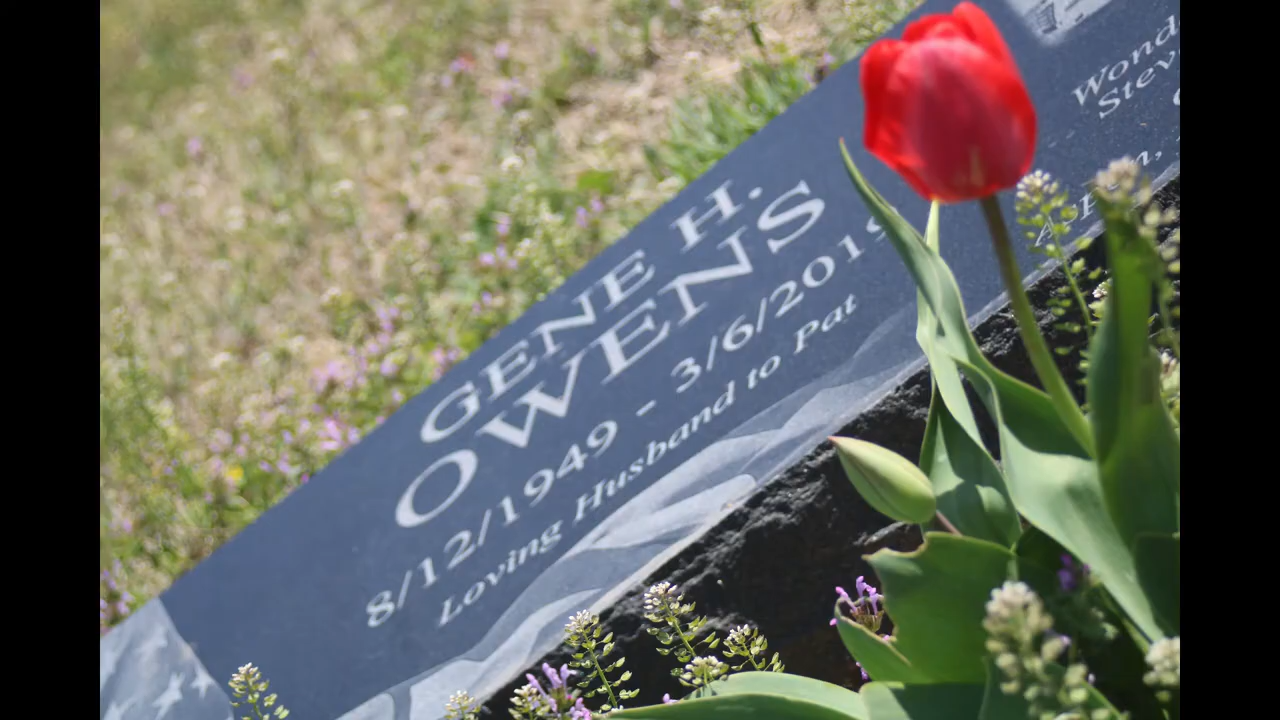 GENE H.
OWENS
8/12/1949 - 3/6/2019
Loving Husband to Pat
Wond
Stev